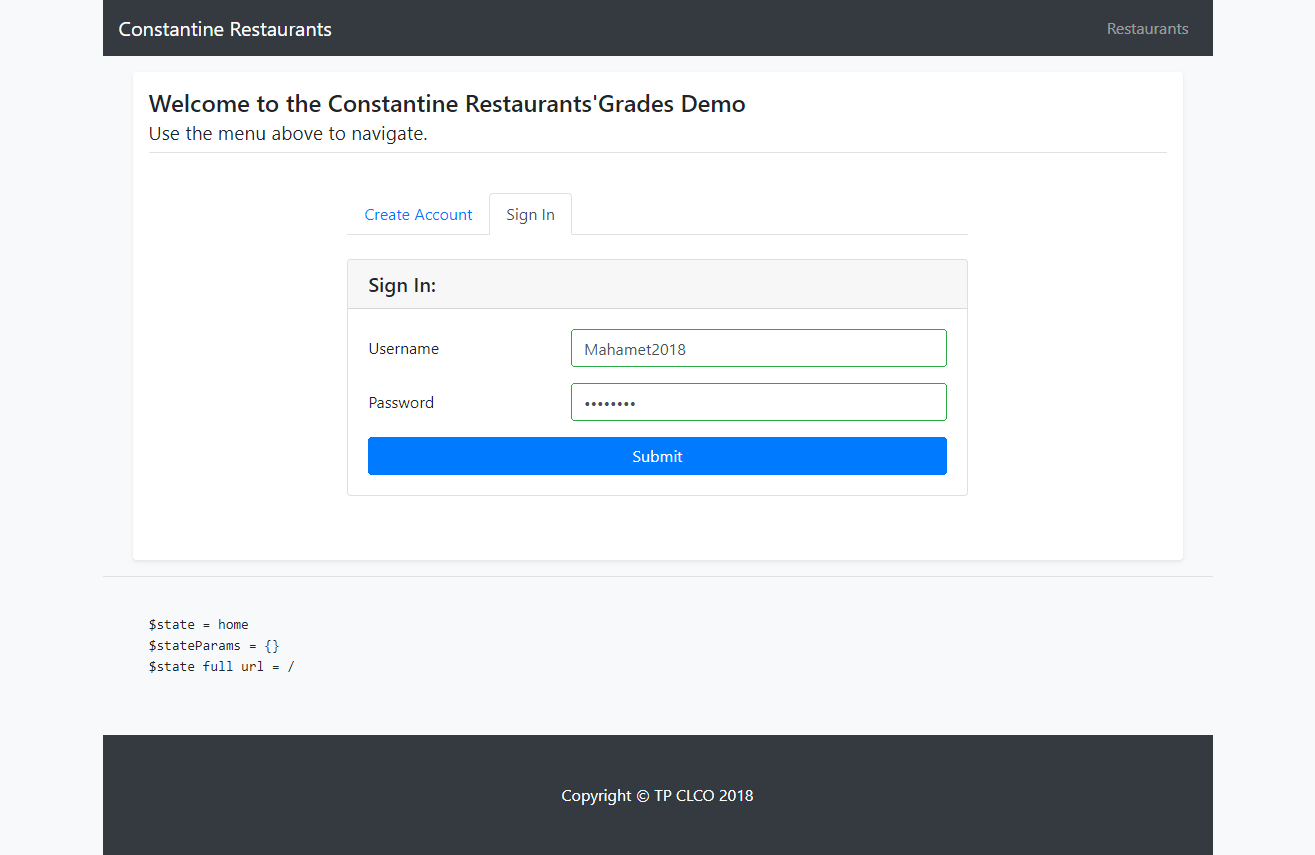 Constantine Restaurants
Restaurants
Welcome to the Constantine Restaurants'Grades Demo
Use the menu above to navigate.
Create Account
Sign In
Sign In:
Username
Mahamet2018
Password
••••••••
Submit
$state = home
$stateParams = {}
$state full url = /
Copyright © TP CLCO 2018